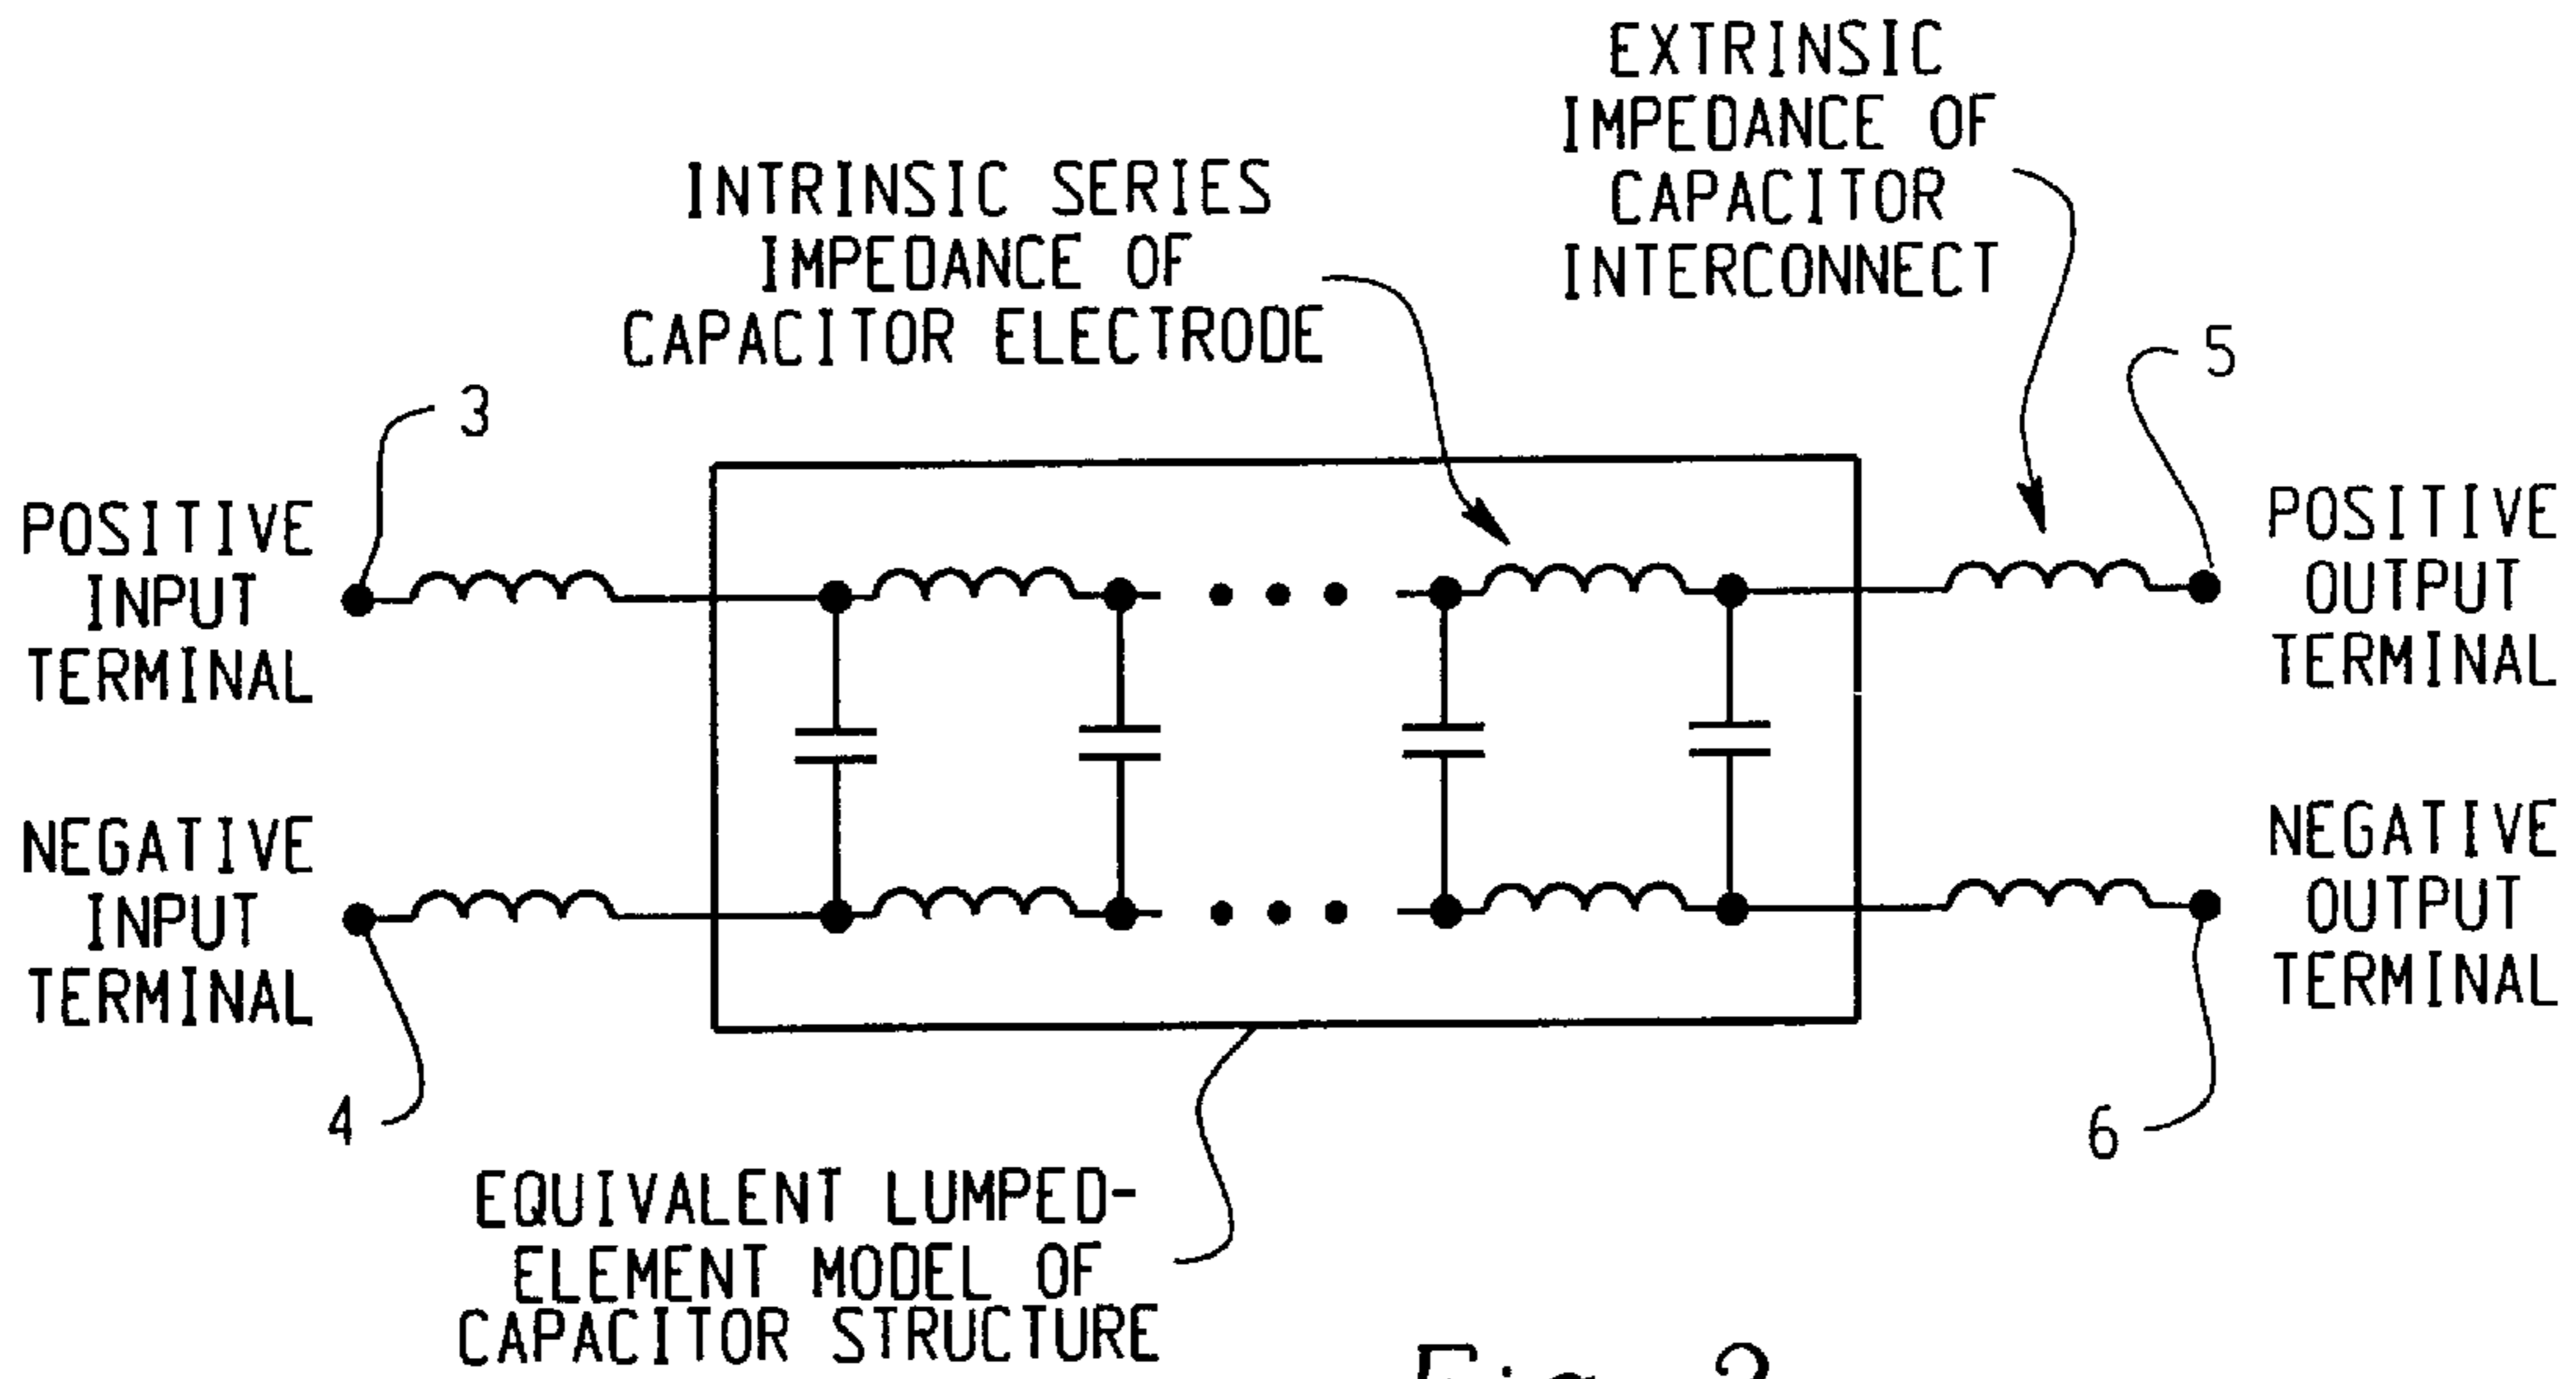 EXTRINSIC
IMPEDANCE OF
CAPACITOR
INTERCONNECT
INTRINSIC SERIES
IMPEDANCE OF
CAPACITOR ELECTRODE
3
5
POSITIVE
INPUT
TERMINAL
POSITIVE
OUTPUT
TERMINAL
NEGATIVE
INPUT
TERMINAL
NEGATIVE
OUTPUT
TERMINAL
4
6
EQUIVALENT LUMPED-
ELEMENT MODEL OF
CAPACITOR STRUCTURE